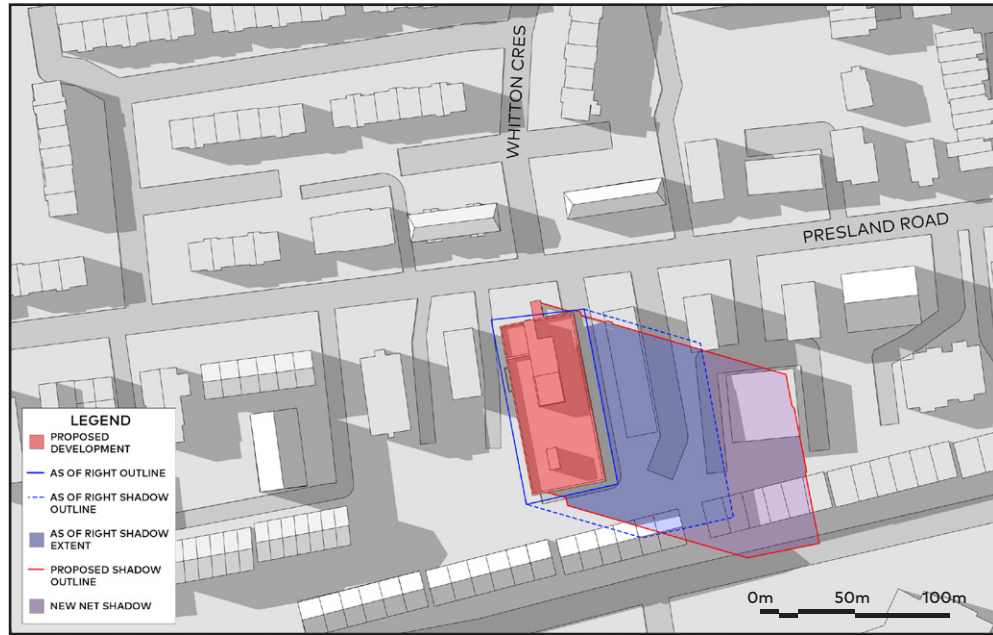 WHITTON CRES
PRESLAND ROAD
LEGEND
PROPOSED
DEVELOPMENT
AS OF RIGHT OUTLINE
AS OF RIGHT SHADOW
OUTLINE
AS OF RIGHT SHADOW
EXTENT
PROPOSED SHADOW
OUTLINE
NEW NET SHADOW
0m 50m 100m